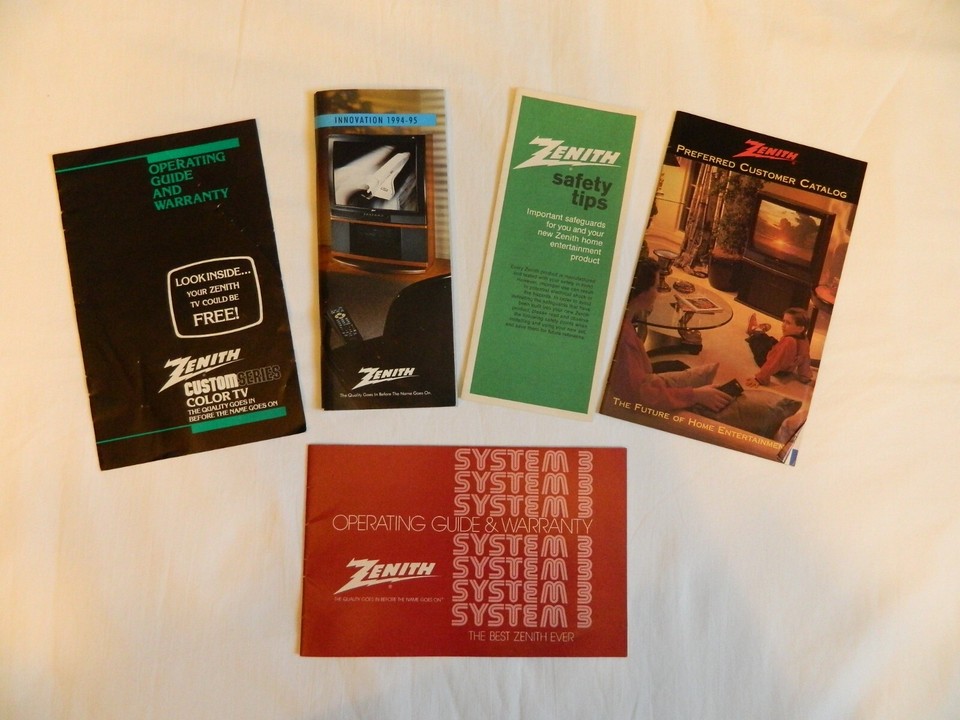 OPERATING
GUIDE
AND
WARRANTY
LOOK INSIDE...
YOUR ZENITH
TV COULD BE
FREE!
ZENITH
CUSTOM SERIES
COLOR TV
THE QUALITY GOES IN
BEFORE THE NAME GOES ON
INNOVATION 1994-95
ZENITH
The Quality Goes In Before The Name Goes On.
ZENITH
safety
tips
Important safeguards
for you and your
new Zenith home
entertainment
product
ZENITH
PREFERRED CUSTOMER CATALOG
THE FUTURE OF HOME ENTERTAINMEN
SYSTEM 3
SYSTEM 3
SYSTEM 3
OPERATING GUIDE & WARRANTY
SYSTEM 3
SYSTEM 3
ZENITH
SYSTEM 3
THE QUALITY GOES IN BEFORE THE NAME GOES ON
SYSTEM 3
THE BEST ZENITH EVER